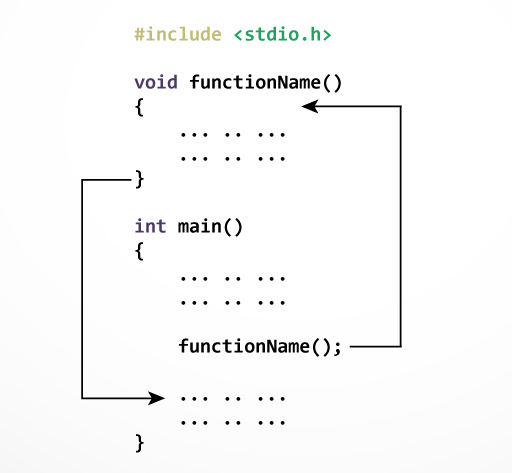 #include <stdio.h>
void functionName()
{
... .. ...
... .. ...
}
int main()
{
... .. ...
... .. ...
functionName();
... .. ...
... .. ...
}